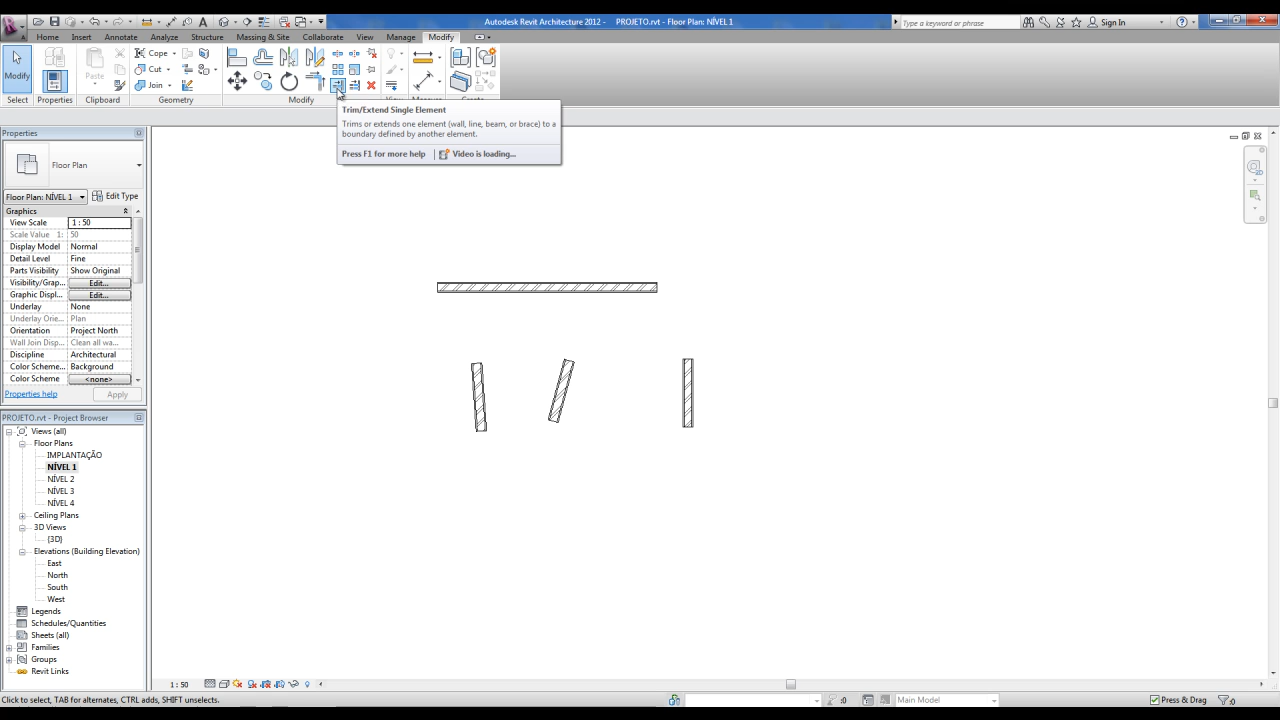 Autodesk Revit Architecture 2012 - PROJETO.rvt - Floor Plan: NÍVEL 1
Type a keyword or phrase
Sign In
Home Insert Annotate Analyze Structure Massing & Site Collaborate View Manage Modify
Modify
Paste
Cope
Cut
Join
Select Properties Clipboard Geometry Modify
Trim/Extend Single Element
Trims or extends one element (wall, line, beam, or brace) to a
boundary defined by another element.
Press F1 for more help
Video is loading...
Properties
Floor Plan
Floor Plan: NÍVEL 1
Edit Type
Graphics
View Scale 1 : 50
Scale Value 1: 50
Display Model Normal
Detail Level Fine
Parts Visibility Show Original
Visibility/Grap... Edit...
Graphic Displ... Edit...
Underlay None
Underlay Orie... Plan
Orientation Project North
Wall Join Displ... Clean all wa...
Discipline Architectural
Color Scheme... Background
Color Scheme <none>
Properties help Apply
PROJETO.rvt - Project Browser
Views (all)
Floor Plans
IMPLANTAÇÃO
NÍVEL 1
NÍVEL 2
NÍVEL 3
NÍVEL 4
Ceiling Plans
3D Views
{3D}
Elevations (Building Elevation)
East
North
South
West
Legends
Schedules/Quantities
Sheets (all)
Families
Groups
Revit Links
1 : 50
Click to select, TAB for alternates, CTRL adds, SHIFT unselects.
:0
Main Model
Press & Drag
:0